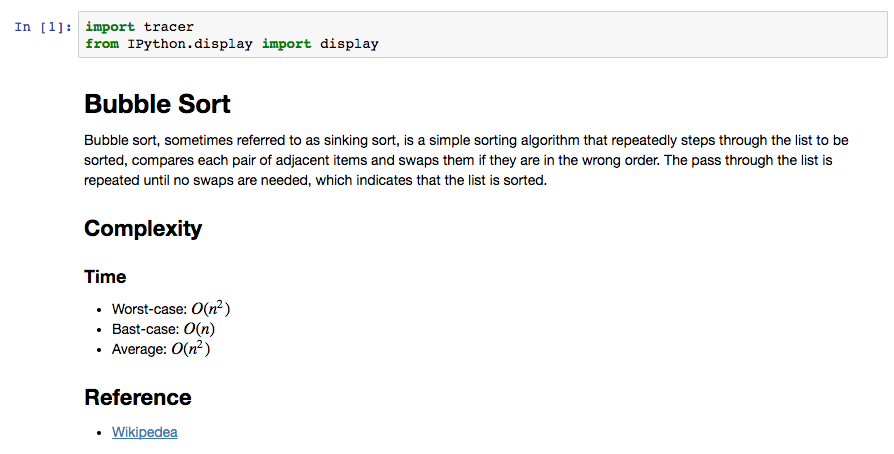 In [1]: import tracer
from IPython.display import display
Bubble Sort
Bubble sort, sometimes referred to as sinking sort, is a simple sorting algorithm that repeatedly steps through the list to be
sorted, compares each pair of adjacent items and swaps them if they are in the wrong order. The pass through the list is
repeated until no swaps are needed, which indicates that the list is sorted.
Complexity
Time
• Worst-case: O(n²)
• Bast-case: O(n)
• Average: O(n²)
Reference
• Wikipedea